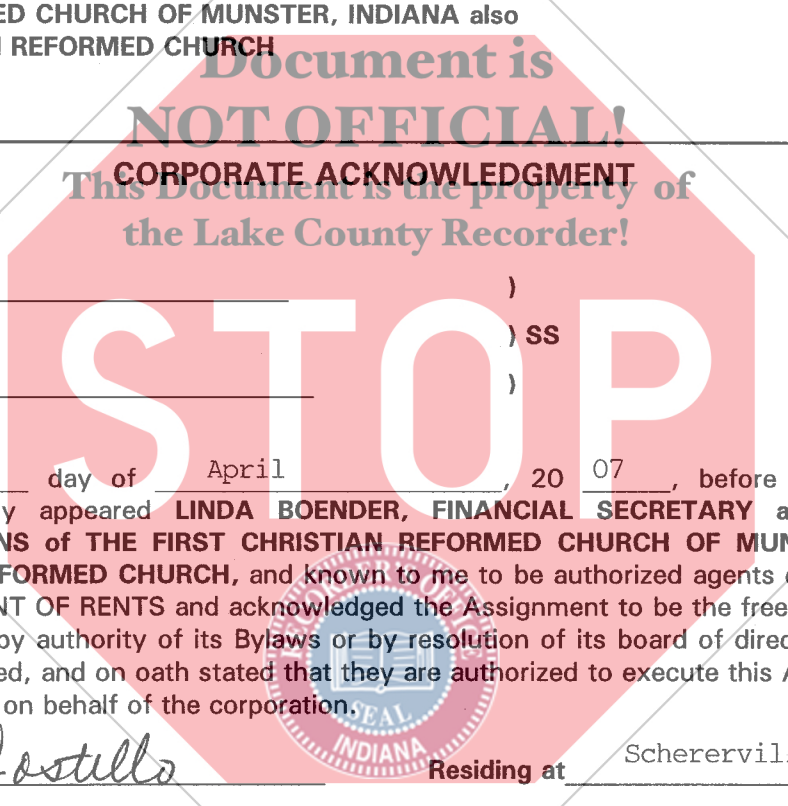 ED CHURCH OF MUNSTER, INDIANA also
REFORMED CHURCH
Document is
NOT OFFICIAL!
CORPORATE ACKNOWLEDGMENT
This Document is the property of
the Lake County Recorder!
)
) SS
)
STOP
day of April, 20 07, before
y appeared LINDA BOENDER, FINANCIAL SECRETARY a
NS of THE FIRST CHRISTIAN REFORMED CHURCH OF MUN
FORMED CHURCH, and known to me to be authorized agents
NT OF RENTS and acknowledged the Assignment to be the free
by authority of its Bylaws or by resolution of its board of direc
ed, and on oath stated that they are authorized to execute this A
on behalf of the corporation.
RECORDER'S OFFICE
SEAL
INDIANA
Costello
Residing at Scherervil